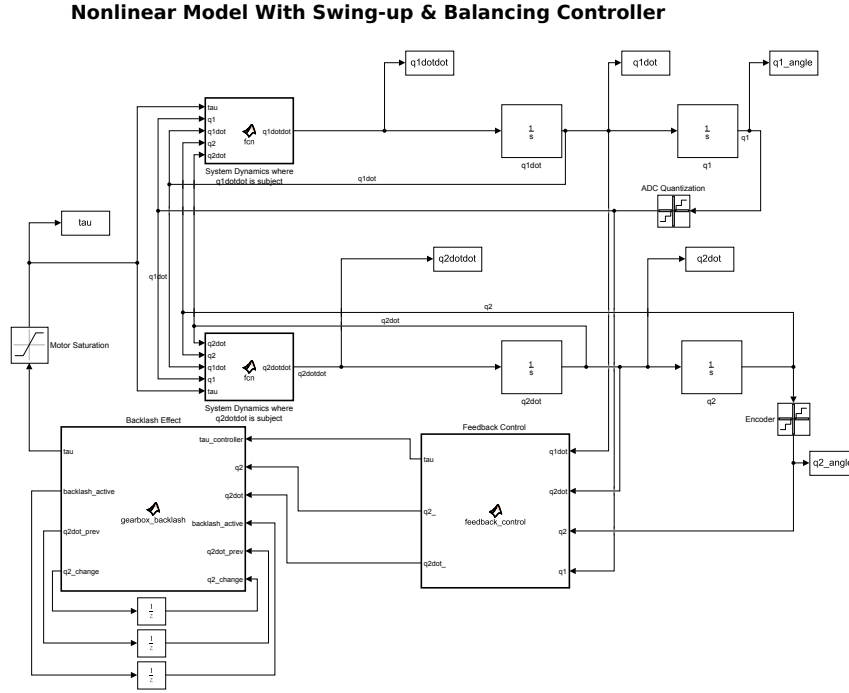 Nonlinear Model With Swing-up & Balancing Controller
q1dotdot
q1dot
q1_angle
tau
q1
q1dot
q2
q2dot
q1dotdot
fcn
System Dynamics where
q1dotdot is subject
1
s
q1dot
1
s
q1
q1
q1dot
ADC Quantization
tau
q2dotdot
q2dot
q1dot
q2
q2dot
Motor Saturation
q2dot
q2
q1dot
q1
tau
q2dotdot
fcn
q2dotdot
System Dynamics where
q2dotdot is subject
1
s
q2dot
1
s
q2
Encoder
q2_angle
Backlash Effect
tau
backlash_active
q2dot_prev
q2_change
gearbox_backlash
tau_controller
q2
q2dot
backlash_active
q2dot_prev
q2_change
Feedback Control
tau
q2_
q2dot_
feedback_control
q1dot
q2dot
q2
q1
1
z
1
z
1
z